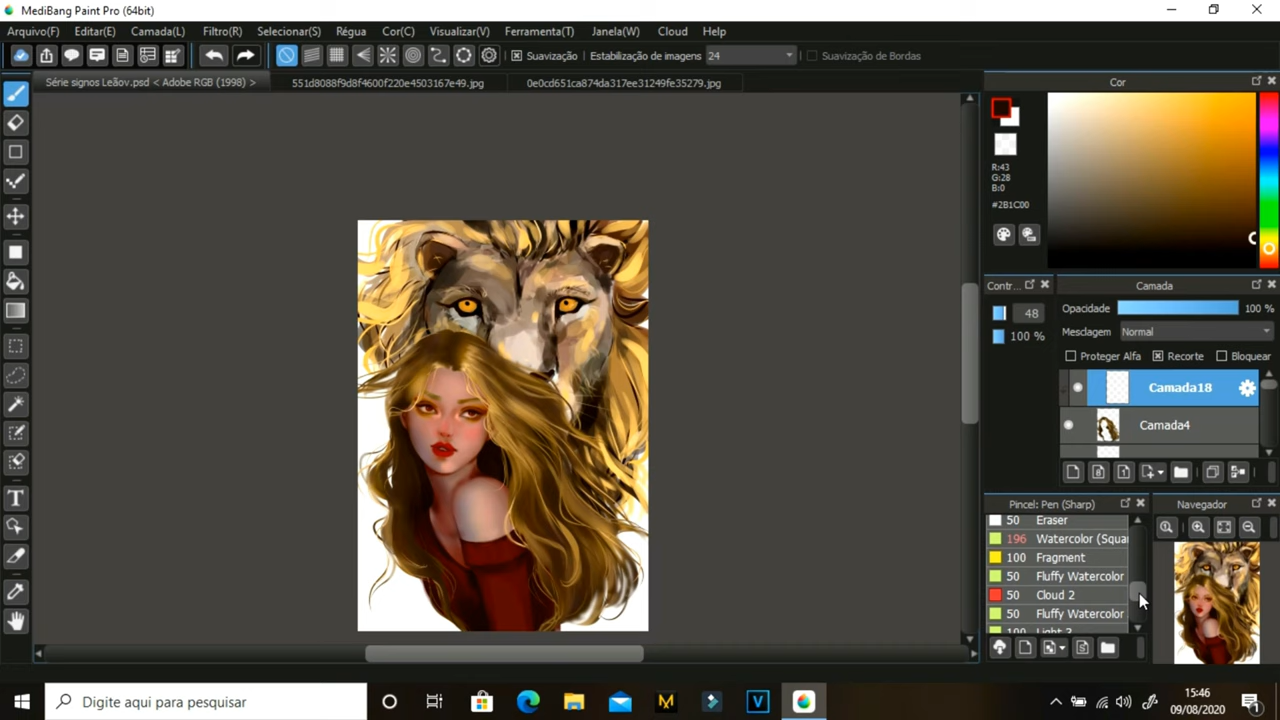 MediBang Paint Pro (64bit)
Arquivo(F) Editar(E) Camada(L) Filtro(R) Selecionar(S) Régua Cor(C) Visualizar(V) Ferramenta(T) Janela(W) Cloud Help
Suavização Estabilização de imagens 24 Suavização de Bordas
Série signos Leãov.psd < Adobe RGB (1998) > 551d8088f9d8f4600f220e4503167e49.jpg 0e0cd651ca874da317ee31249fe35279.jpg
Cor
R:43
G:28
B:0
#2B1C00
Contr...
48
100 %
Camada
Opacidade 100 %
Mesclagem Normal
Proteger Alfa Recorte Bloquear
Camada18
Camada4
Pincel: Pen (Sharp)
50 Eraser
196 Watercolor (Squa
100 Fragment
50 Fluffy Watercolor
50 Cloud 2
50 Fluffy Watercolor
Navegador
T
Digite aqui para pesquisar
15:46
09/08/2020
1